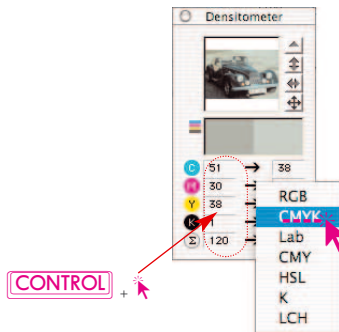 Densitometer
C 51 → 38
M 30 →
Y 38 →
K 1 →
Σ 120 →
RGB
CMYK
Lab
CMY
HSL
K
LCH
CONTROL +